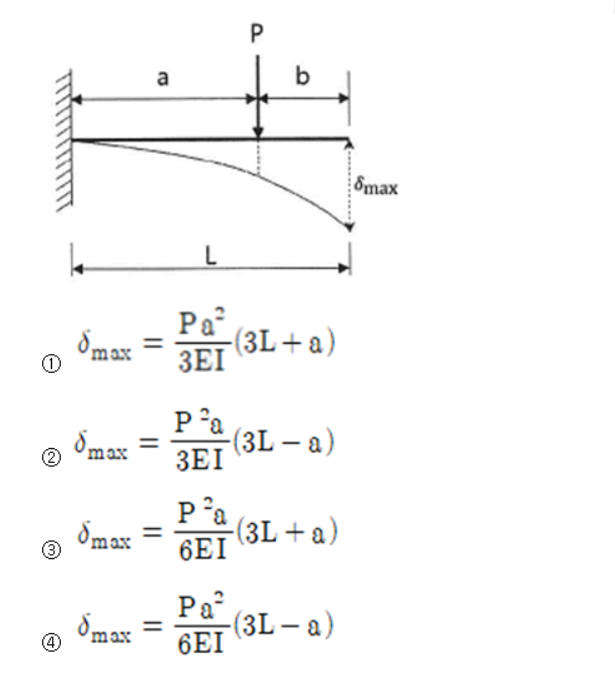 P
a b
δmax
L
① δmax = Pa²/3EI (3L + a)
② δmax = P²a/3EI (3L − a)
③ δmax = P²a/6EI (3L + a)
④ δmax = Pa²/6EI (3L − a)